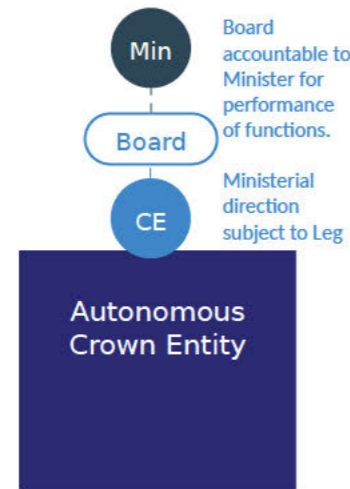 Min
Board
accountable to
Minister for
performance
of functions.
Board
Ministerial
direction
subject to Leg
CE
Autonomous
Crown Entity